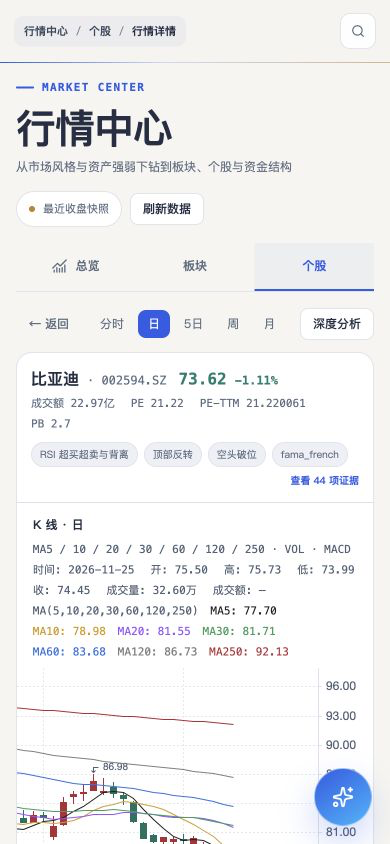 行情中心 / 个股 / 行情详情
MARKET CENTER
行情中心
从市场风格与资产强弱下钻到板块、个股与资金结构
最近收盘快照 刷新数据
总览 板块 个股
← 返回 分时 日 5日 周 月 深度分析
比亚迪 · 002594.SZ 73.62 -1.11%
成交额 22.97亿 PE 21.22 PE-TTM 21.220061
PB 2.7
RSI 超买超卖与背离 顶部反转 空头破位 fama_french
查看 44 项证据
K 线 · 日
MA5 / 10 / 20 / 30 / 60 / 120 / 250 · VOL · MACD
时间: 2026-11-25 开: 75.50 高: 75.73 低: 73.99
收: 74.45 成交量: 32.60万 成交额: —
MA(5,10,20,30,60,120,250) MA5: 77.70
MA10: 78.98 MA20: 81.55 MA30: 81.71
MA60: 83.68 MA120: 86.73 MA250: 92.13
96.00
93.00
90.00
86.98
81.00